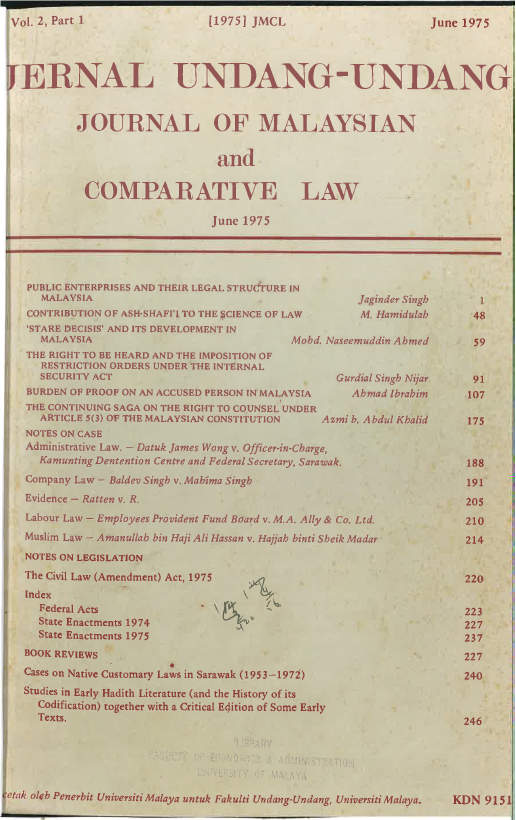 Vol. 2, Part 1 [1975] JMCL June 1975
JERNAL UNDANG-UNDANG
JOURNAL OF MALAYSIAN
and
COMPARATIVE LAW
June 1975
PUBLIC ENTERPRISES AND THEIR LEGAL STRUCTURE IN
MALAYSIA Jaginder Singh 1
CONTRIBUTION OF ASH-SHAFI'I TO THE SCIENCE OF LAW M. Hamidulah 48
'STARE DECISIS' AND ITS DEVELOPMENT IN
MALAYSIA Mohd. Naseemuddin Ahmed 59
THE RIGHT TO BE HEARD AND THE IMPOSITION OF
RESTRICTION ORDERS UNDER THE INTERNAL
SECURITY ACT Gurdial Singh Nijar 91
BURDEN OF PROOF ON AN ACCUSED PERSON IN MALAYSIA Ahmad Ibrahim 107
THE CONTINUING SAGA ON THE RIGHT TO COUNSEL UNDER
ARTICLE 5(3) OF THE MALAYSIAN CONSTITUTION Azmi b. Abdul Khalid 175
NOTES ON CASE
Administrative Law. — Datuk James Wong v. Officer-in-Charge,
Kamunting Dentention Centre and Federal Secretary, Sarawak. 188
Company Law — Baldev Singh v. Mahima Singh 191
Evidence — Ratten v. R. 205
Labour Law — Employees Provident Fund Board v. M.A. Ally & Co. Ltd. 210
Muslim Law — Amanullah bin Haji Ali Hassan v. Hajjah binti Sheik Madar 214
NOTES ON LEGISLATION
The Civil Law (Amendment) Act, 1975 220
Index
Federal Acts 223
State Enactments 1974 227
State Enactments 1975 237
BOOK REVIEWS 227
Cases on Native Customary Laws in Sarawak (1953–1972) 240
Studies in Early Hadith Literature (and the History of its
Codification) together with a Critical Edition of Some Early
Texts. 246
LIBRARY
FACULTY OF ECONOMICS & ADMINISTRATION
UNIVERSITY OF MALAYA
cetak oleh Penerbit Universiti Malaya untuk Fakulti Undang-Undang, Universiti Malaya. KDN 9151